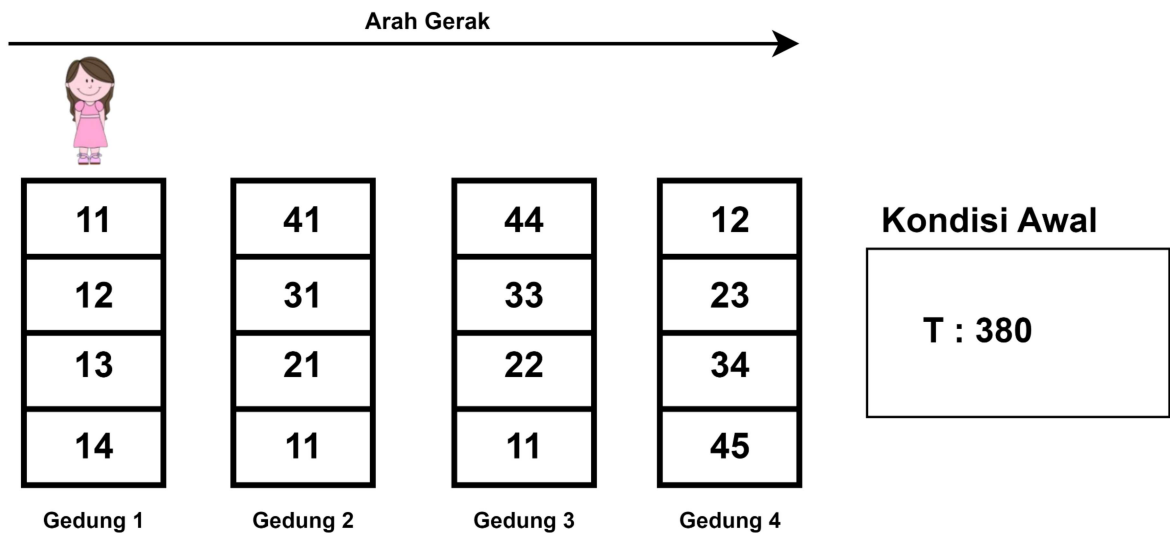 Arah Gerak
11 41 44 12
Kondisi Awal
12 31 33 23
T : 380
13 21 22 34
14 11 11 45
Gedung 1 Gedung 2 Gedung 3 Gedung 4